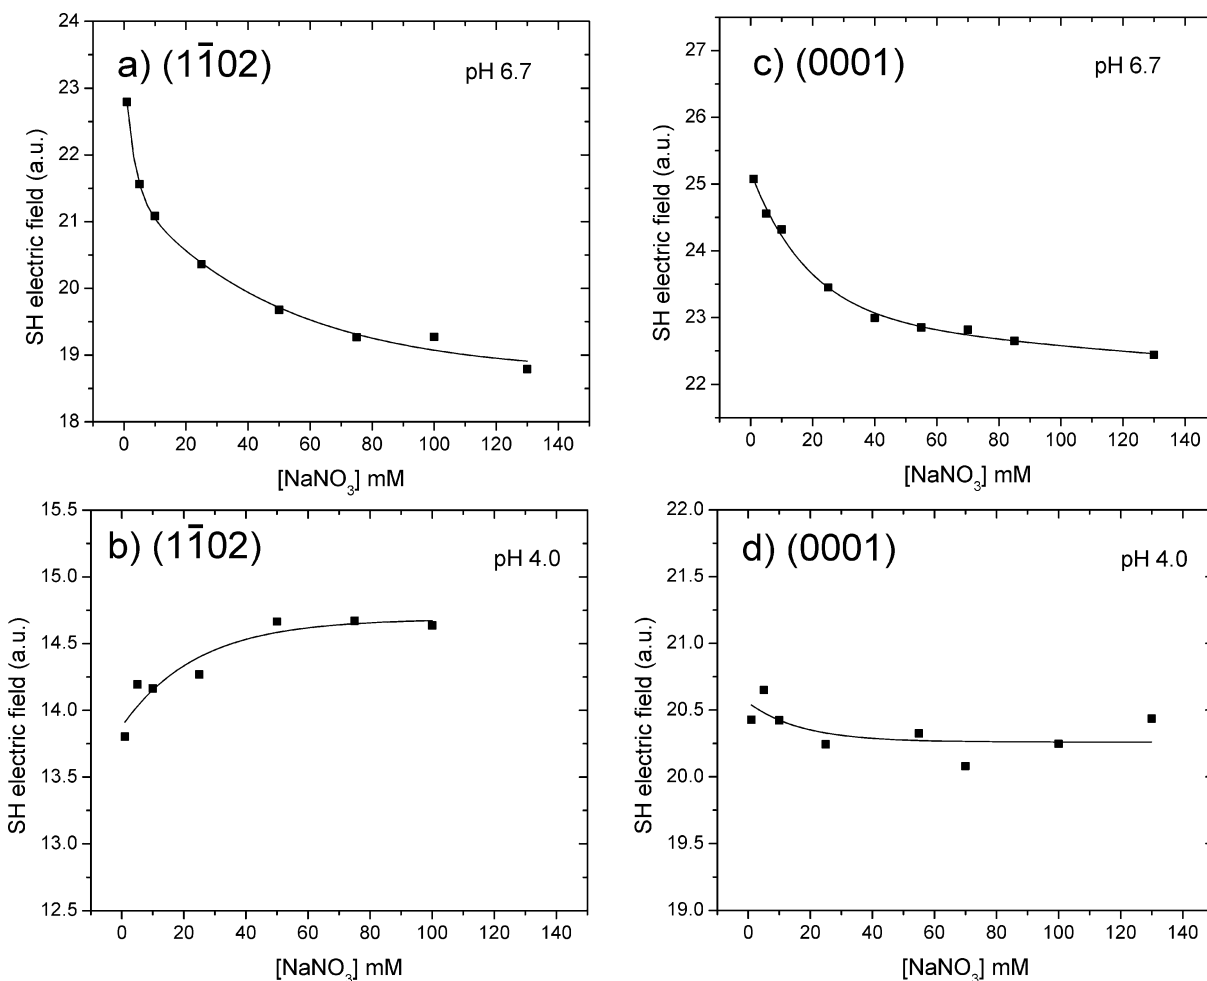 a) (1̅102)
pH 6.7
24
23
22
21
20
19
18
SH electric field (a.u.)
0 20 40 60 80 100 120 140
[NaNO₃] mM
c) (0001)
pH 6.7
27
26
25
24
23
22
SH electric field (a.u.)
0 20 40 60 80 100 120 140
[NaNO₃] mM
b) (11̅02)
pH 4.0
15.5
15.0
14.5
14.0
13.5
13.0
12.5
SH electric field (a.u.)
0 20 40 60 80 100 120 140
[NaNO₃] mM
d) (0001)
pH 4.0
22.0
21.5
21.0
20.5
20.0
19.5
19.0
SH electric field (a.u.)
0 20 40 60 80 100 120 140
[NaNO₃] mM